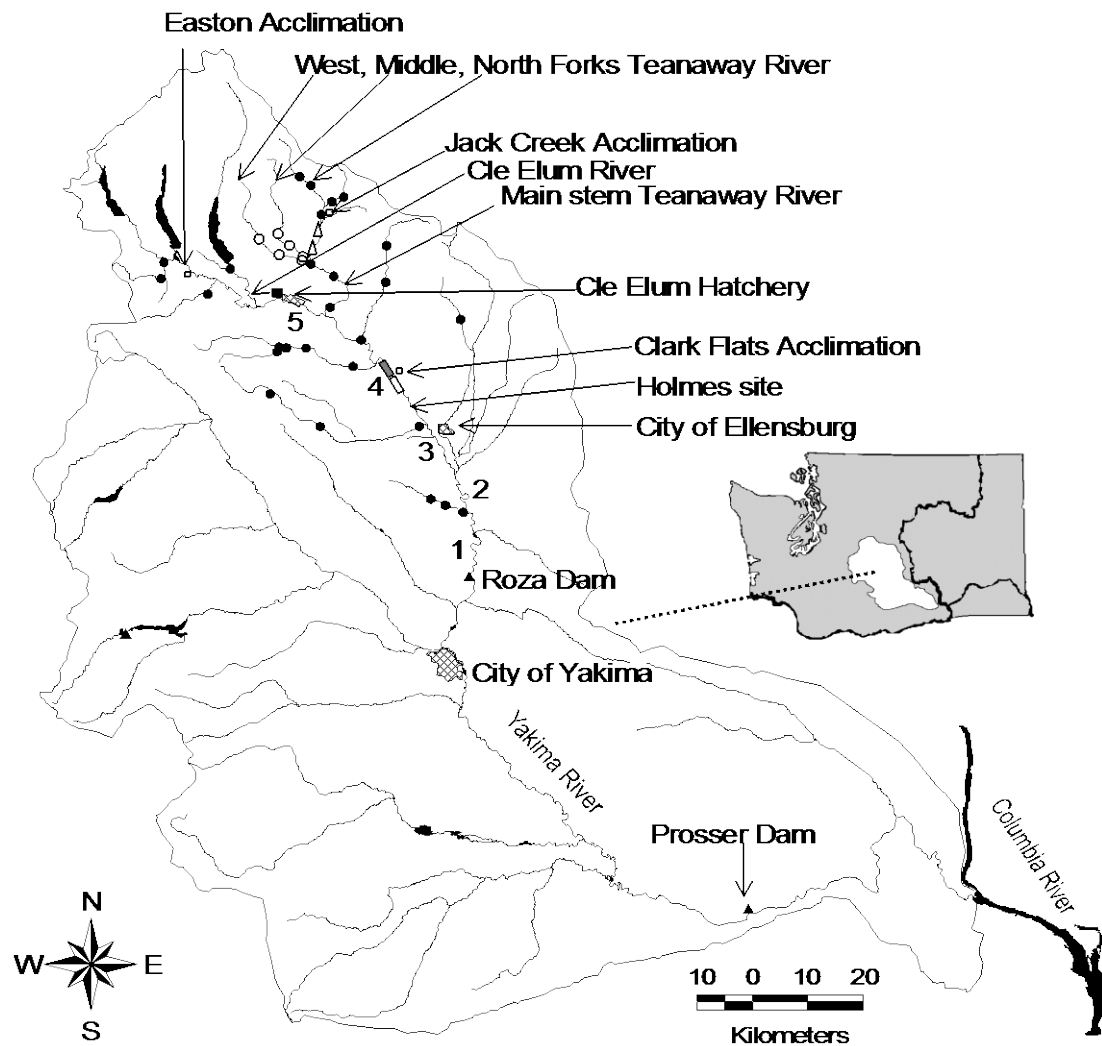 Easton Acclimation
West, Middle, North Forks Teanaway River
Jack Creek Acclimation
Cle Elum River
Main stem Teanaway River
Cle Elum Hatchery
5
Clark Flats Acclimation
4
Holmes site
City of Ellensburg
3
2
1
Roza Dam
City of Yakima
Yakima River
Prosser Dam
Columbia River
N
W E
S
10 0 10 20
Kilometers